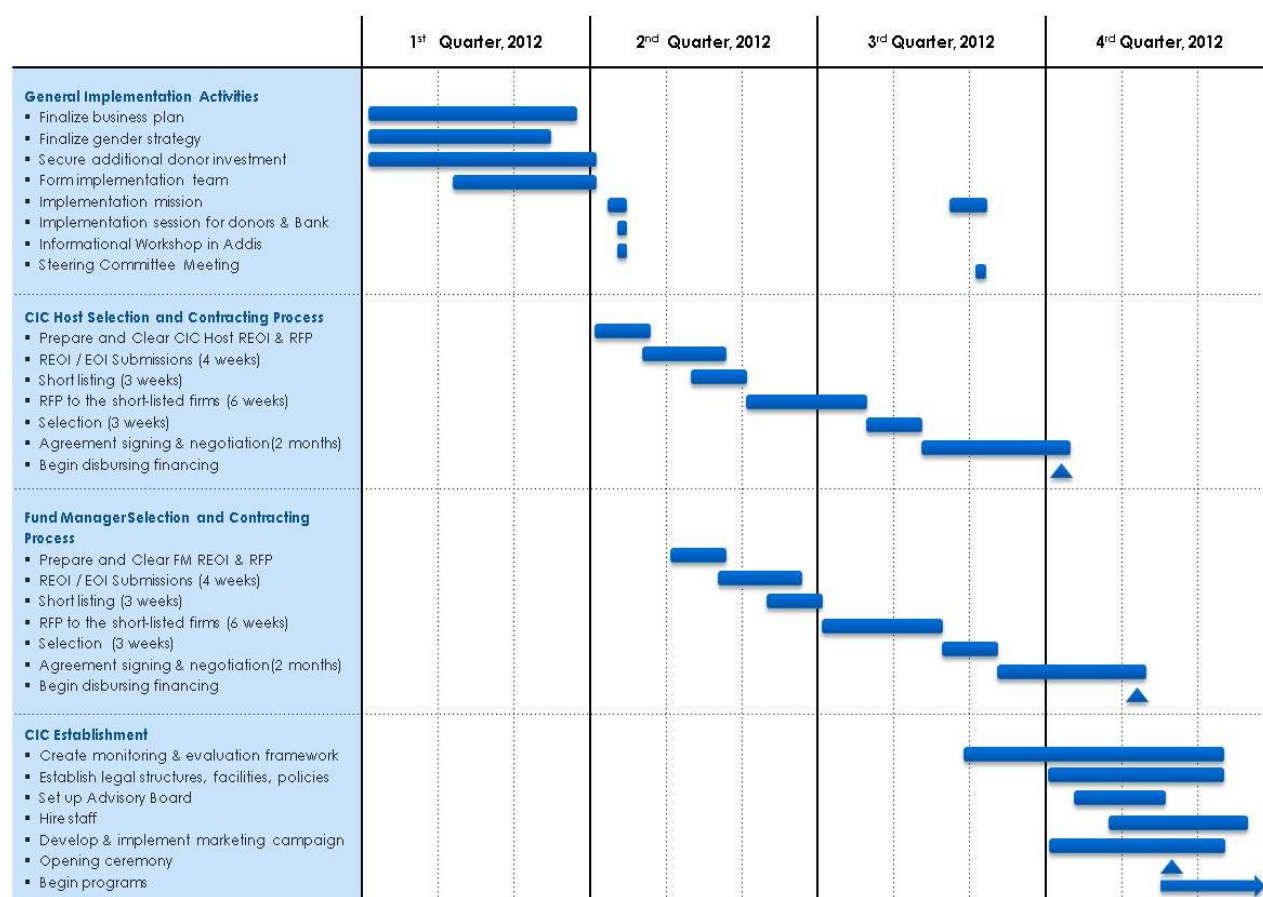 1st Quarter, 2012
2nd Quarter, 2012
3rd Quarter, 2012
4rd Quarter, 2012
General Implementation Activities
▪ Finalize business plan
▪ Finalize gender strategy
▪ Secure additional donor investment
▪ Form implementation team
▪ Implementation mission
▪ Implementation session for donors & Bank
▪ Informational Workshop in Addis
▪ Steering Committee Meeting
CIC Host Selection and Contracting Process
▪ Prepare and Clear CIC Host REOI & RFP
▪ REOI / EOI Submissions (4 weeks)
▪ Short listing (3 weeks)
▪ RFP to the short-listed firms (6 weeks)
▪ Selection (3 weeks)
▪ Agreement signing & negotiation (2 months)
▪ Begin disbursing financing
Fund Manager Selection and Contracting
Process
▪ Prepare and Clear FM REOI & RFP
▪ REOI / EOI Submissions (4 weeks)
▪ Short listing (3 weeks)
▪ RFP to the short-listed firms (6 weeks)
▪ Selection (3 weeks)
▪ Agreement signing & negotiation (2 months)
▪ Begin disbursing financing
CIC Establishment
▪ Create monitoring & evaluation framework
▪ Establish legal structures, facilities, policies
▪ Set up Advisory Board
▪ Hire staff
▪ Develop & implement marketing campaign
▪ Opening ceremony
▪ Begin programs